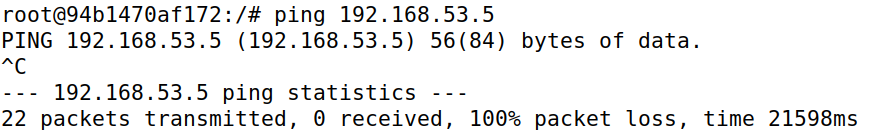 root@94b1470af172:/# ping 192.168.53.5
PING 192.168.53.5 (192.168.53.5) 56(84) bytes of data.
^C
--- 192.168.53.5 ping statistics ---
22 packets transmitted, 0 received, 100% packet loss, time 21598ms